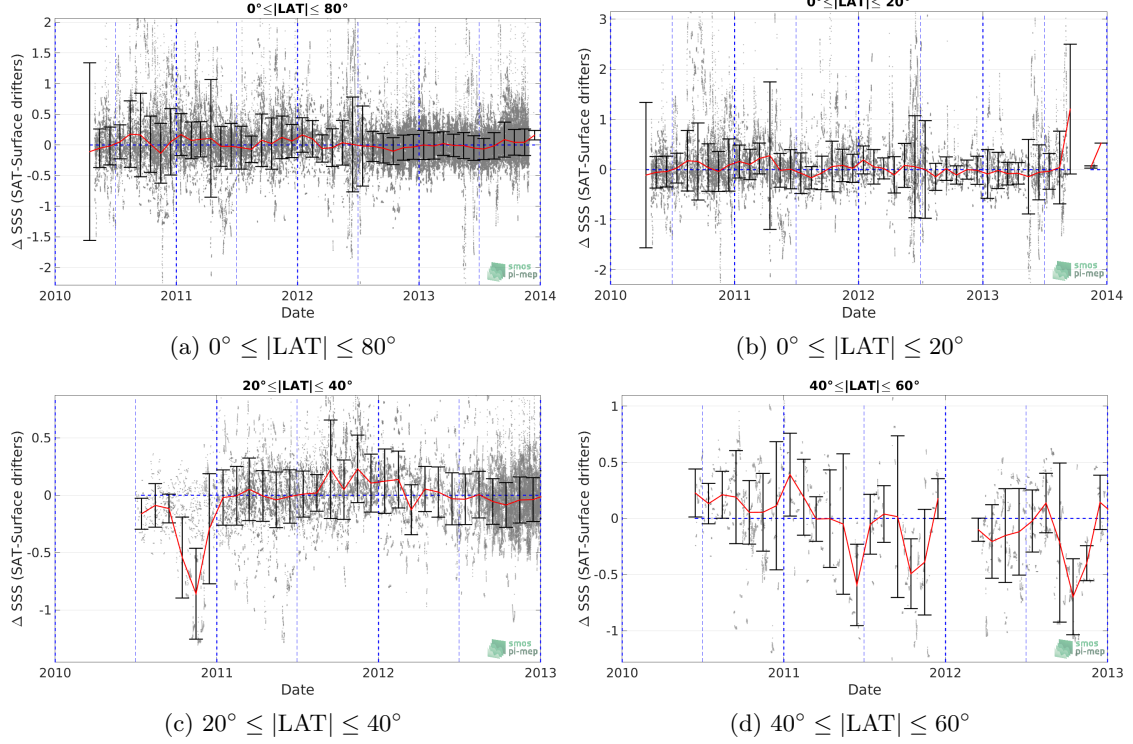 0°≤|LAT|≤ 80°
Δ SSS (SAT-Surface drifters)
2
1.5
1
0.5
0
-0.5
-1
-1.5
-2
2010
2011
2012
2013
2014
Date
smos
pi-mep
(a) 0° ≤ |LAT| ≤ 80°
0°≤|LAT|≤ 20°
Δ SSS (SAT-Surface drifters)
3
2
1
0
-1
-2
2010
2011
2012
2013
2014
Date
smos
pi-mep
(b) 0° ≤ |LAT| ≤ 20°
20°≤|LAT|≤ 40°
Δ SSS (SAT-Surface drifters)
0.5
0
-0.5
-1
2010
2011
2012
2013
Date
smos
pi-mep
(c) 20° ≤ |LAT| ≤ 40°
40°≤|LAT|≤ 60°
Δ SSS (SAT-Surface drifters)
1
0.5
0
-0.5
-1
2010
2011
2012
2013
Date
smos
pi-mep
(d) 40° ≤ |LAT| ≤ 60°